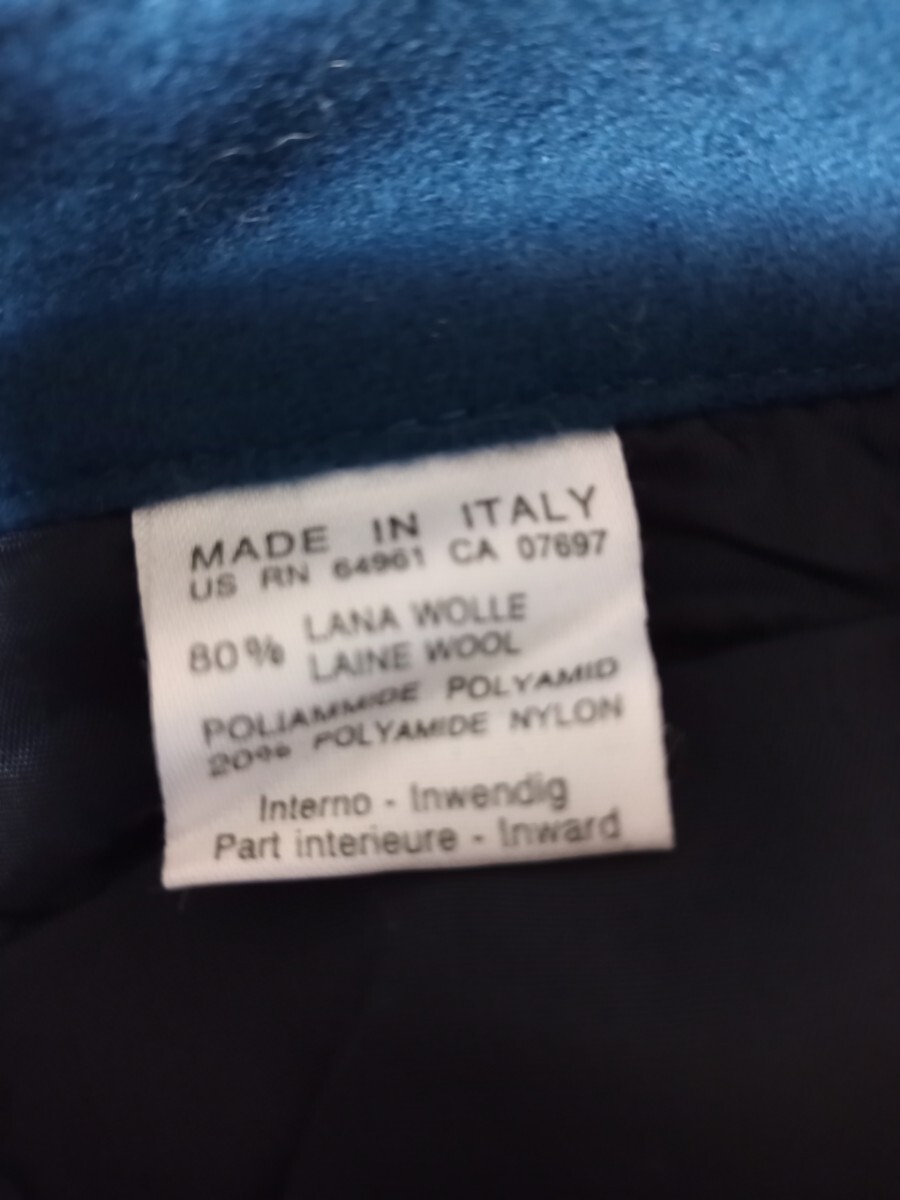 MADE IN ITALY
US RN 64961 CA 07697
80% LANA WOLLE
LAINE WOOL
POLIAMMIDE POLYAMID
20% POLYAMIDE NYLON
Interno - Inwendig
Part interieure - Inward